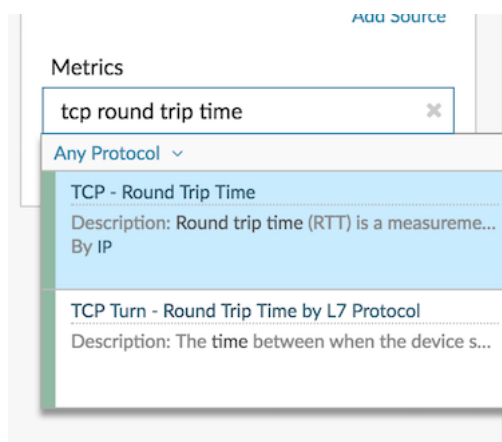 Add Source
Metrics
tcp round trip time
Any Protocol
TCP - Round Trip Time
Description: Round trip time (RTT) is a measureme...
By IP
TCP Turn - Round Trip Time by L7 Protocol
Description: The time between when the device s...